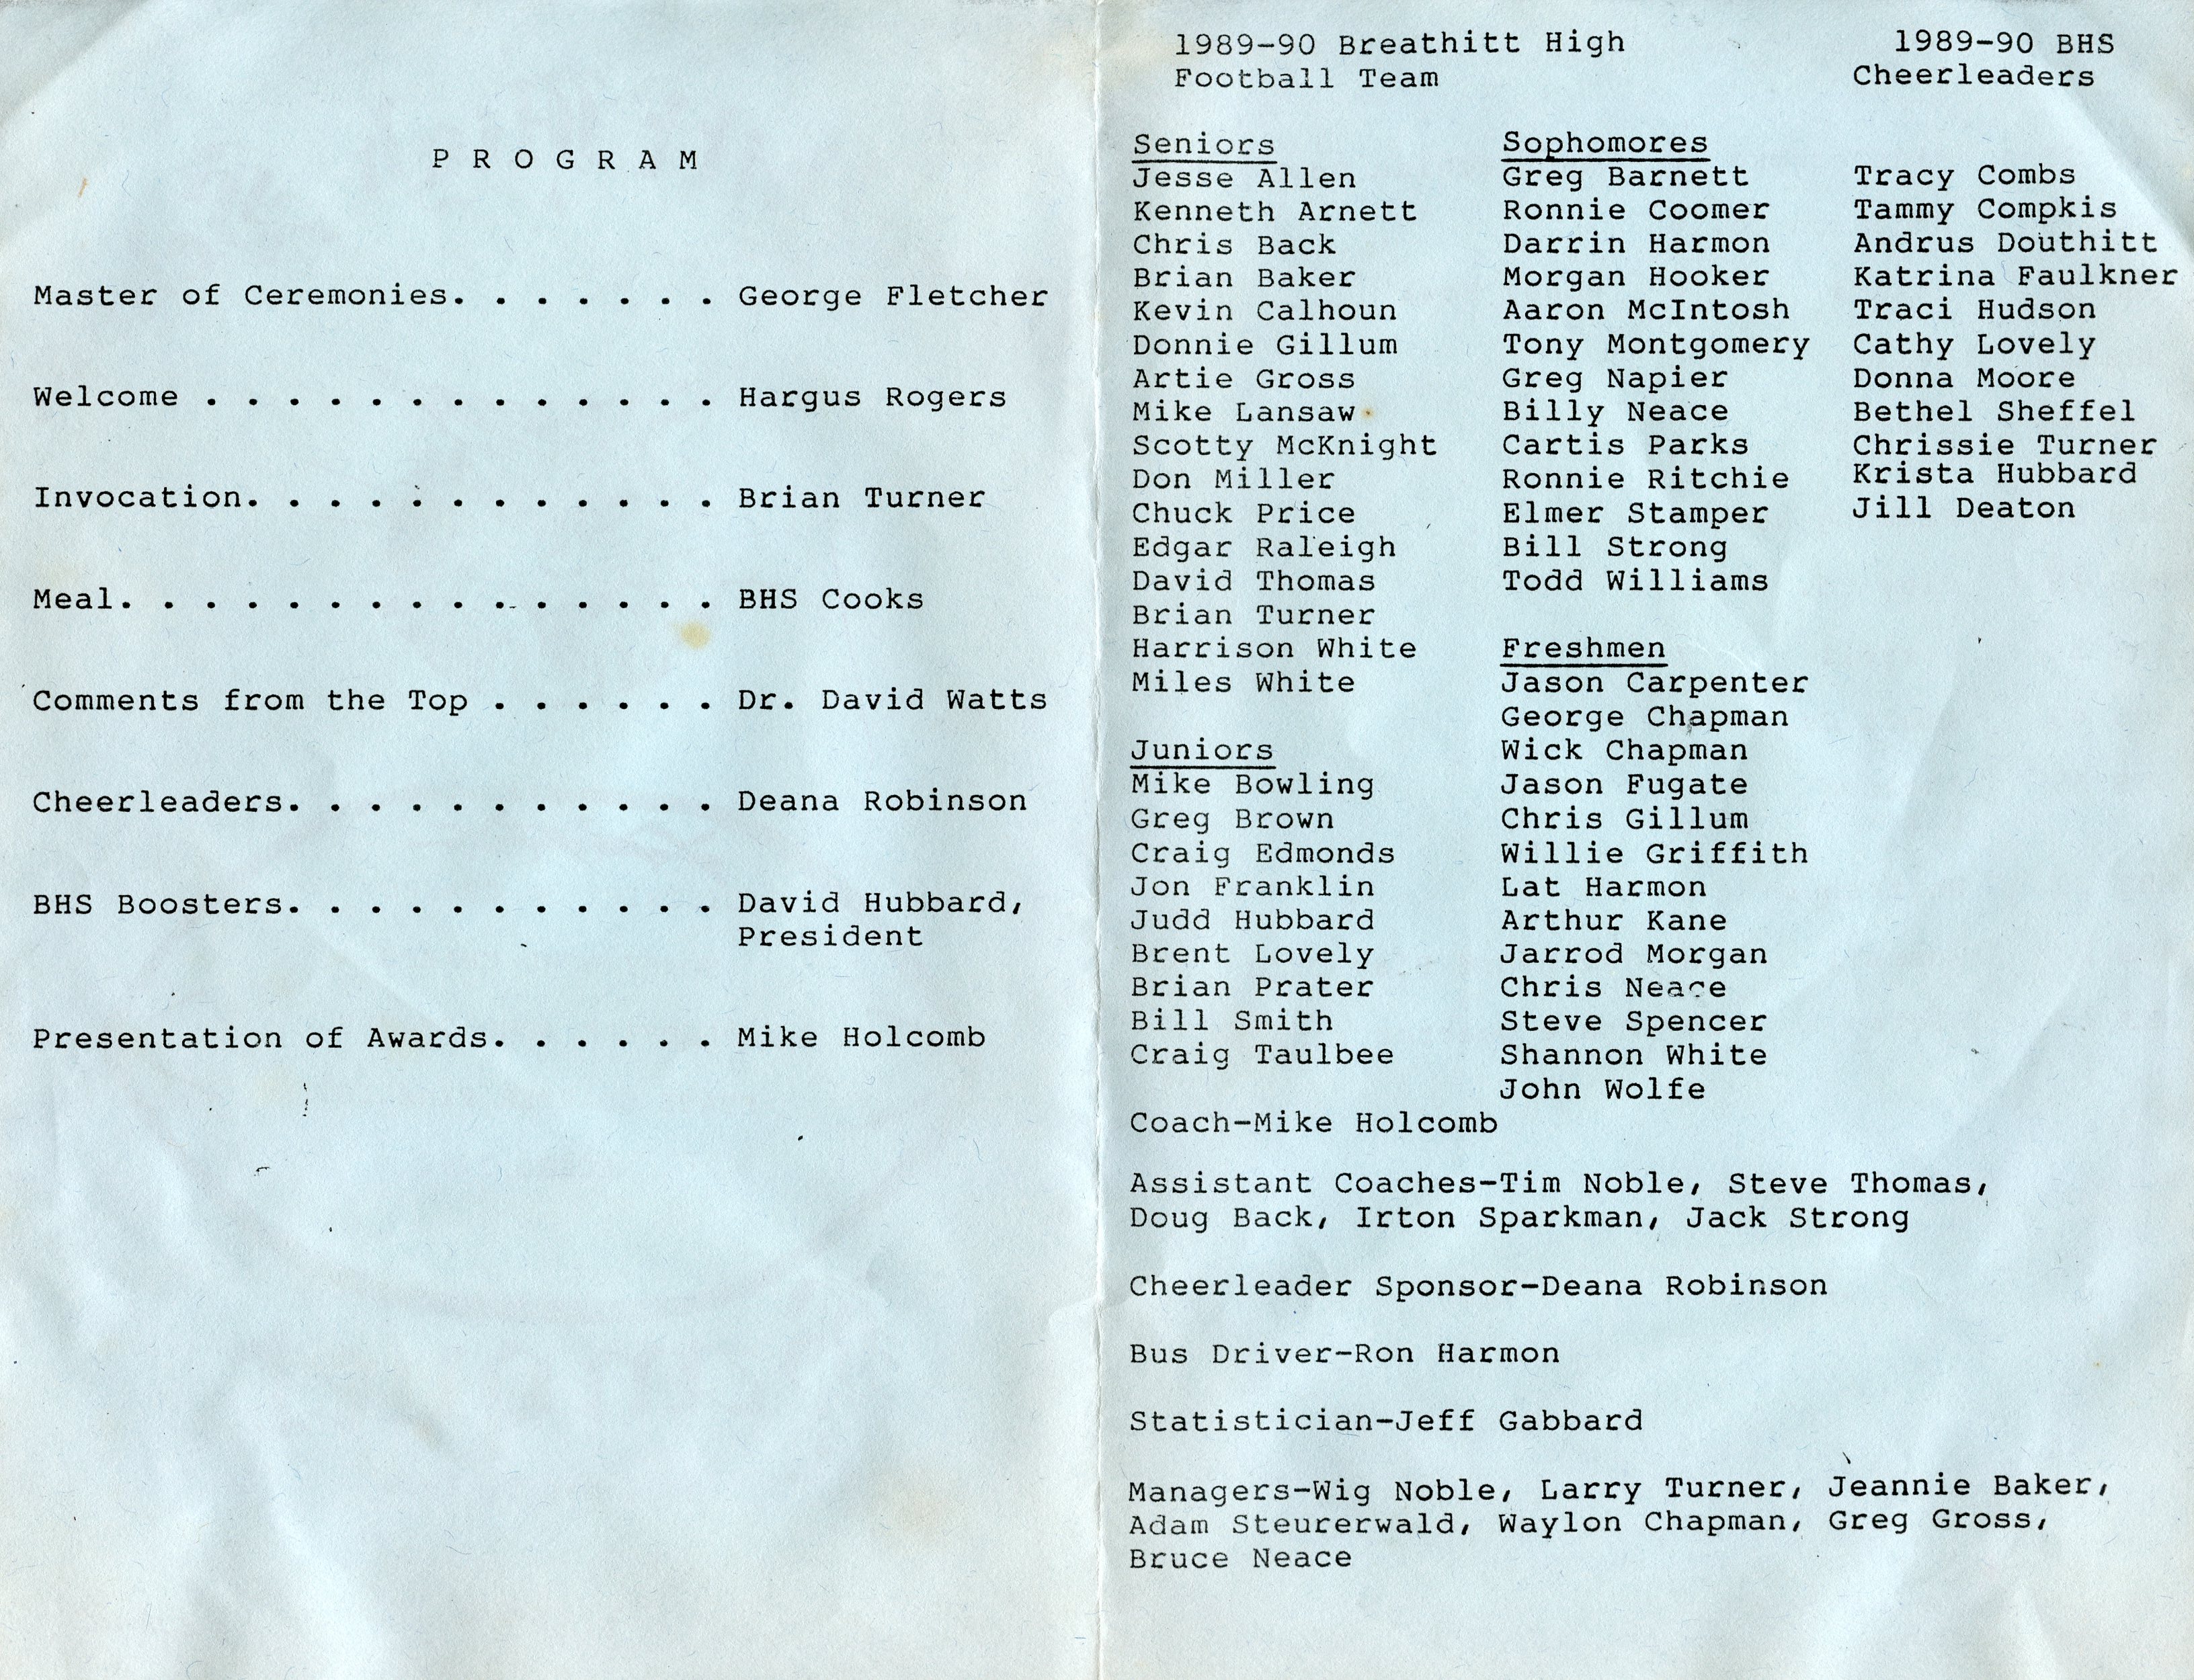 P R O G R A M
Master of Ceremonies. . . . . . . George Fletcher
Welcome . . . . . . . . . . . . . Hargus Rogers
Invocation. . . . . . . . . . . . Brian Turner
Meal. . . . . . . . . . . . . . . BHS Cooks
Comments from the Top . . . . . . Dr. David Watts
Cheerleaders. . . . . . . . . . . Deana Robinson
BHS Boosters. . . . . . . . . . . David Hubbard,
President
Presentation of Awards. . . . . . Mike Holcomb
1989-90 Breathitt High
Football Team
Seniors
Jesse Allen
Kenneth Arnett
Chris Back
Brian Baker
Kevin Calhoun
Donnie Gillum
Artie Gross
Mike Lansaw
Scotty McKnight
Don Miller
Chuck Price
Edgar Raleigh
David Thomas
Brian Turner
Harrison White
Miles White
Juniors
Mike Bowling
Greg Brown
Craig Edmonds
Jon Franklin
Judd Hubbard
Brent Lovely
Brian Prater
Bill Smith
Craig Taulbee
Sophomores
Greg Barnett
Ronnie Coomer
Darrin Harmon
Morgan Hooker
Aaron McIntosh
Tony Montgomery
Greg Napier
Billy Neace
Cartis Parks
Ronnie Ritchie
Elmer Stamper
Bill Strong
Todd Williams
Freshmen
Jason Carpenter
George Chapman
Wick Chapman
Jason Fugate
Chris Gillum
Willie Griffith
Lat Harmon
Arthur Kane
Jarrod Morgan
Chris Neace
Steve Spencer
Shannon White
John Wolfe
1989-90 BHS
Cheerleaders
Tracy Combs
Tammy Compkis
Andrus Douthitt
Katrina Faulkner
Traci Hudson
Cathy Lovely
Donna Moore
Bethel Sheffel
Chrissie Turner
Krista Hubbard
Jill Deaton
Coach-Mike Holcomb
Assistant Coaches-Tim Noble, Steve Thomas,
Doug Back, Irton Sparkman, Jack Strong
Cheerleader Sponsor-Deana Robinson
Bus Driver-Ron Harmon
Statistician-Jeff Gabbard
Managers-Wig Noble, Larry Turner, Jeannie Baker,
Adam Steurerwald, Waylon Chapman, Greg Gross,
Bruce Neace